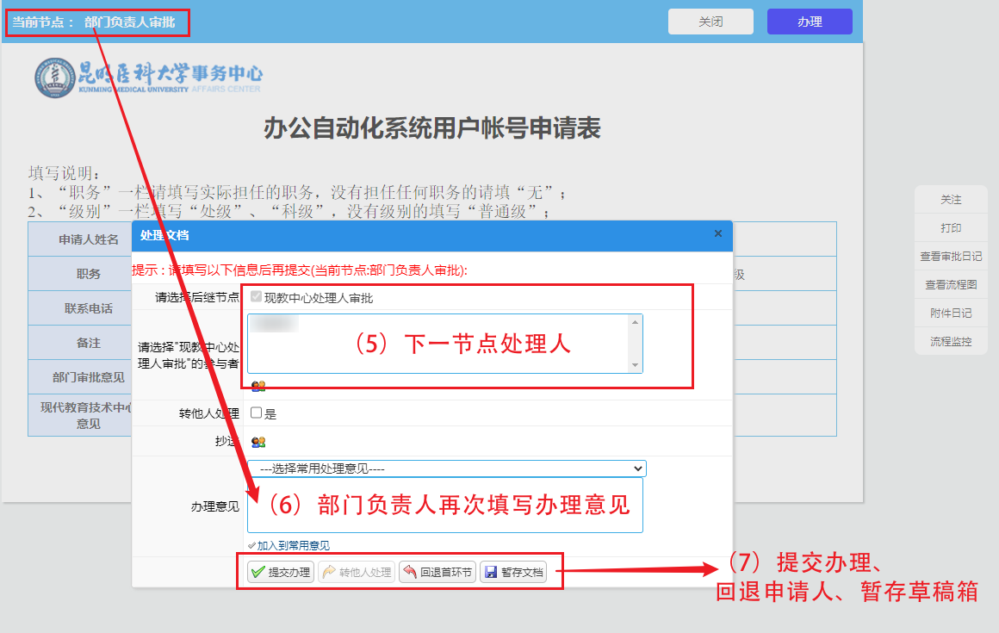 当前节点： 部门负责人审批
关闭
办理
昆明医科大学事务中心
KUNMING MEDICAL UNIVERSITY AFFAIRS CENTER
办公自动化系统用户帐号申请表
填写说明：
1、“职务”一栏请填写实际担任的职务，没有担任任何职务的请填“无”；
2、“级别”一栏填写“处级”、“科级”，没有级别的填写“普通级”；
申请人姓名
职务
级
联系电话
备注
部门审批意见
现代教育技术中心
意见
处理文档
×
提示：请填写以下信息后再提交(当前节点:部门负责人审批):
请选择后继节点
现教中心处理人审批
请选择"现教中心处
理人审批"的参与者
（5）下一节点处理人
转他人处理
是
抄送
---选择常用处理意见----
办理意见
（6）部门负责人再次填写办理意见
加入到常用意见
提交办理
转他人处理
回退首环节
暂存文档
（7）提交办理、
回退申请人、暂存草稿箱
关注
打印
查看审批日记
查看流程图
附件日记
流程监控